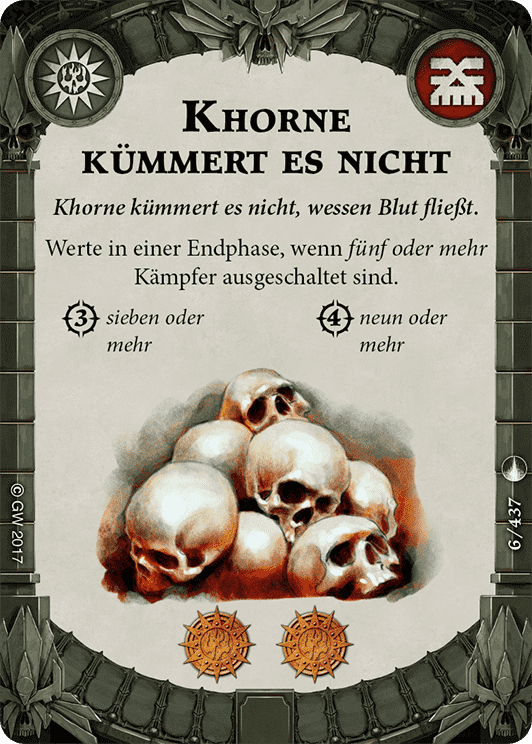 Khorne
kümmert es nicht
Khorne kümmert es nicht, wessen Blut fließt.
Werte in einer Endphase, wenn fünf oder mehr
Kämpfer ausgeschaltet sind.
3 sieben oder
mehr
4 neun oder
mehr
© GW 2017
6/437